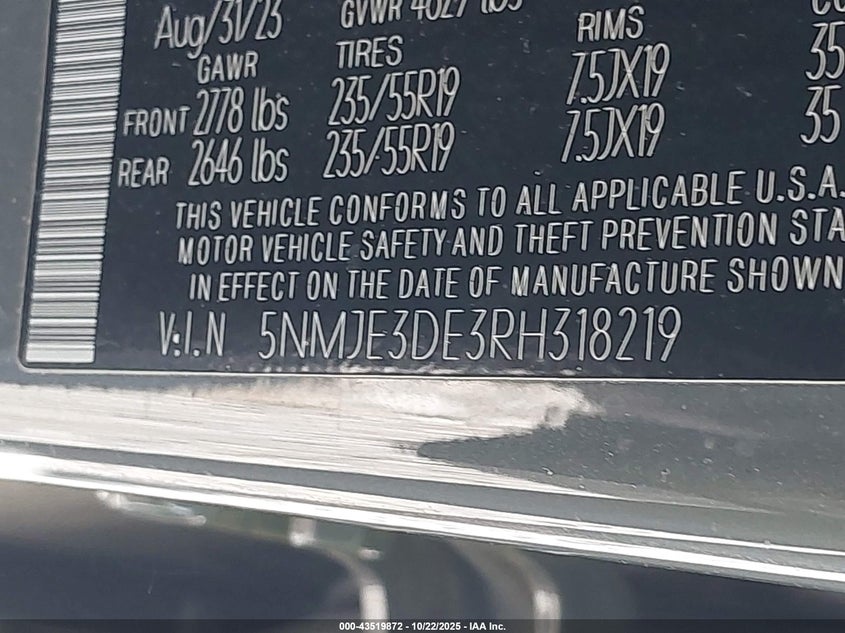 Aug/31/23
GVWR lbs
GAWR TIRES RIMS
FRONT 2778 lbs 235/55R19 7.5JX19 35
REAR 2646 lbs 235/55R19 7.5JX19 35
THIS VEHICLE CONFORMS TO ALL APPLICABLE U.S.A.
MOTOR VEHICLE SAFETY AND THEFT PREVENTION STA
IN EFFECT ON THE DATE OF MANUFACTURE SHOWN
V.I.N 5NMJE3DE3RH318219
000-43519872 - 10/22/2025 - IAA Inc.